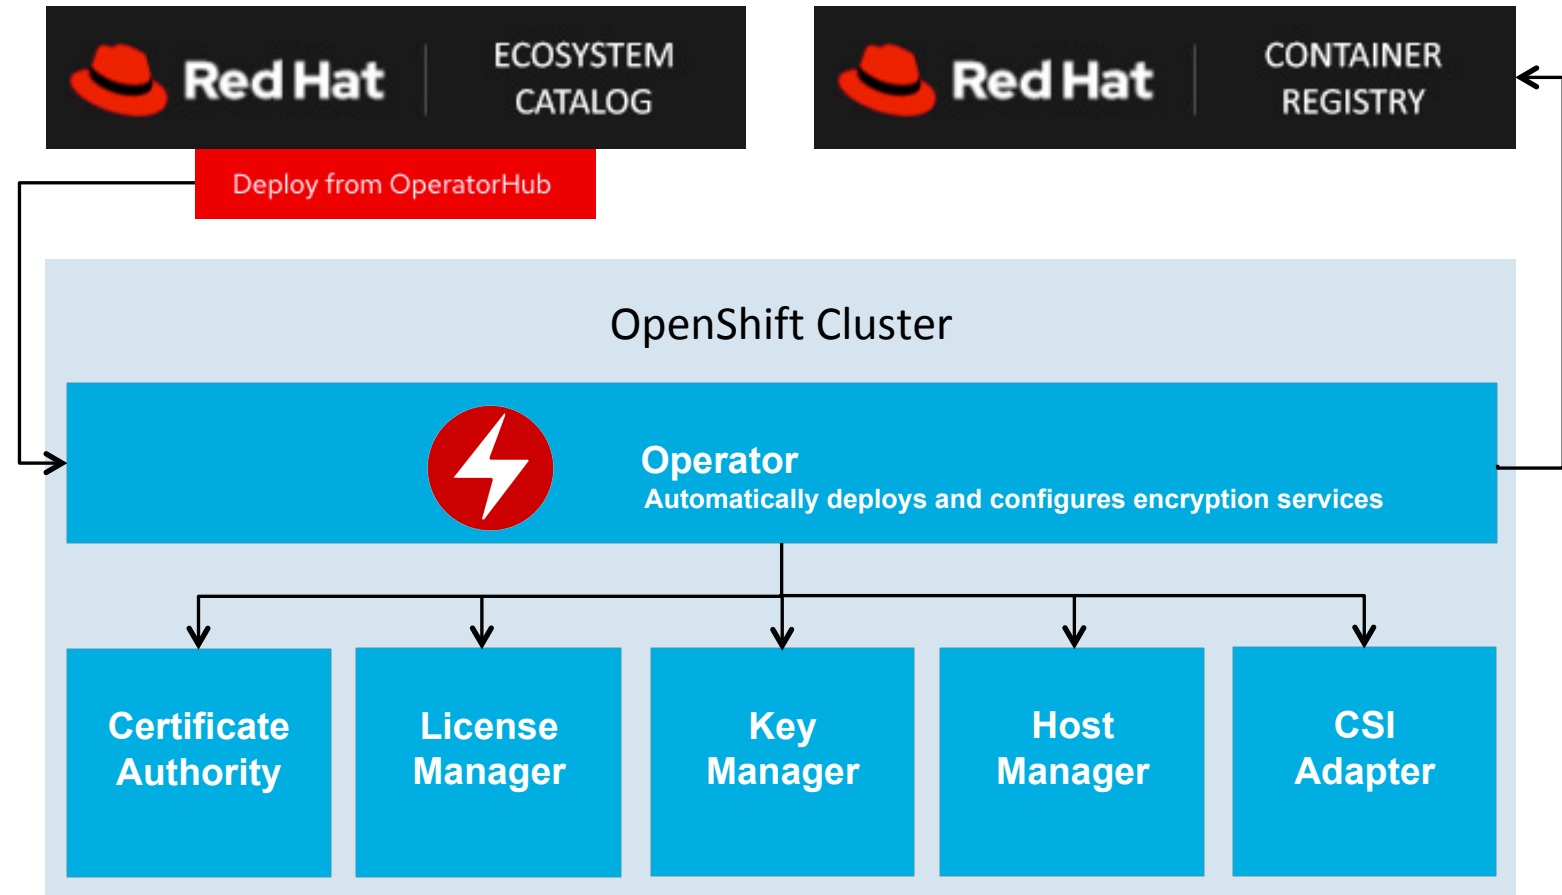 Red Hat
ECOSYSTEM
CATALOG
Red Hat
CONTAINER
REGISTRY
Deploy from OperatorHub
OpenShift Cluster
Operator
Automatically deploys and configures encryption services
Certificate
Authority
License
Manager
Key
Manager
Host
Manager
CSI
Adapter